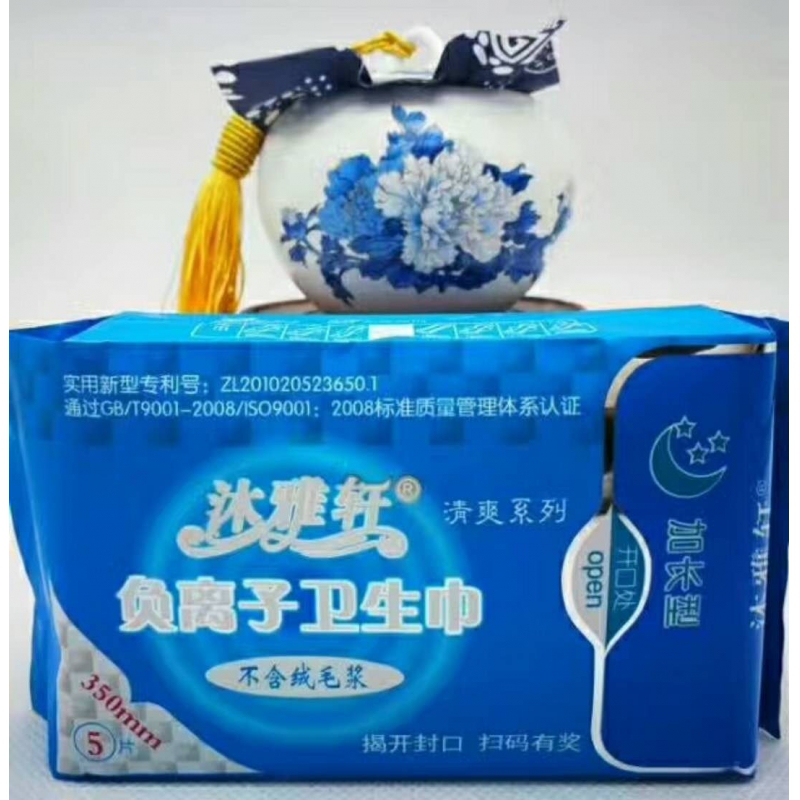 实用新型专利号：ZL201020523650.1
通过GB/T9001-2008/ISO9001：2008标准质量管理体系认证
沐雅轩®
清爽系列
负离子卫生巾
不含绒毛浆
350mm
5片
揭开封口 扫码有奖
开口处
open
加长型
沐雅轩®